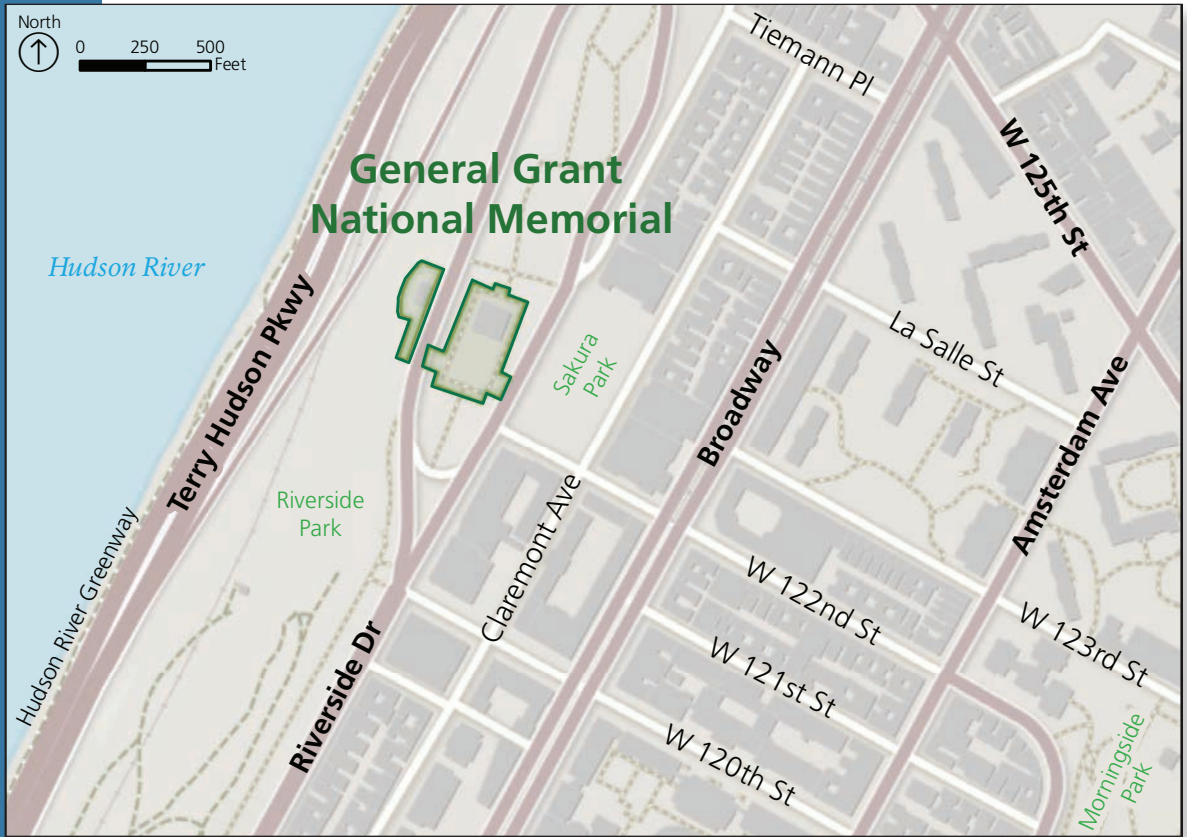 North
0 250 500
Feet
Tiemann Pl
W 125th St
General Grant
National Memorial
Hudson River
Terry Hudson Pkwy
Sakura
Park
La Salle St
Broadway
Amsterdam Ave
Riverside
Park
Claremont Ave
Hudson River Greenway
W 122nd St
W 123rd St
Riverside Dr
W 121st St
W 120th St
Morningside
Park